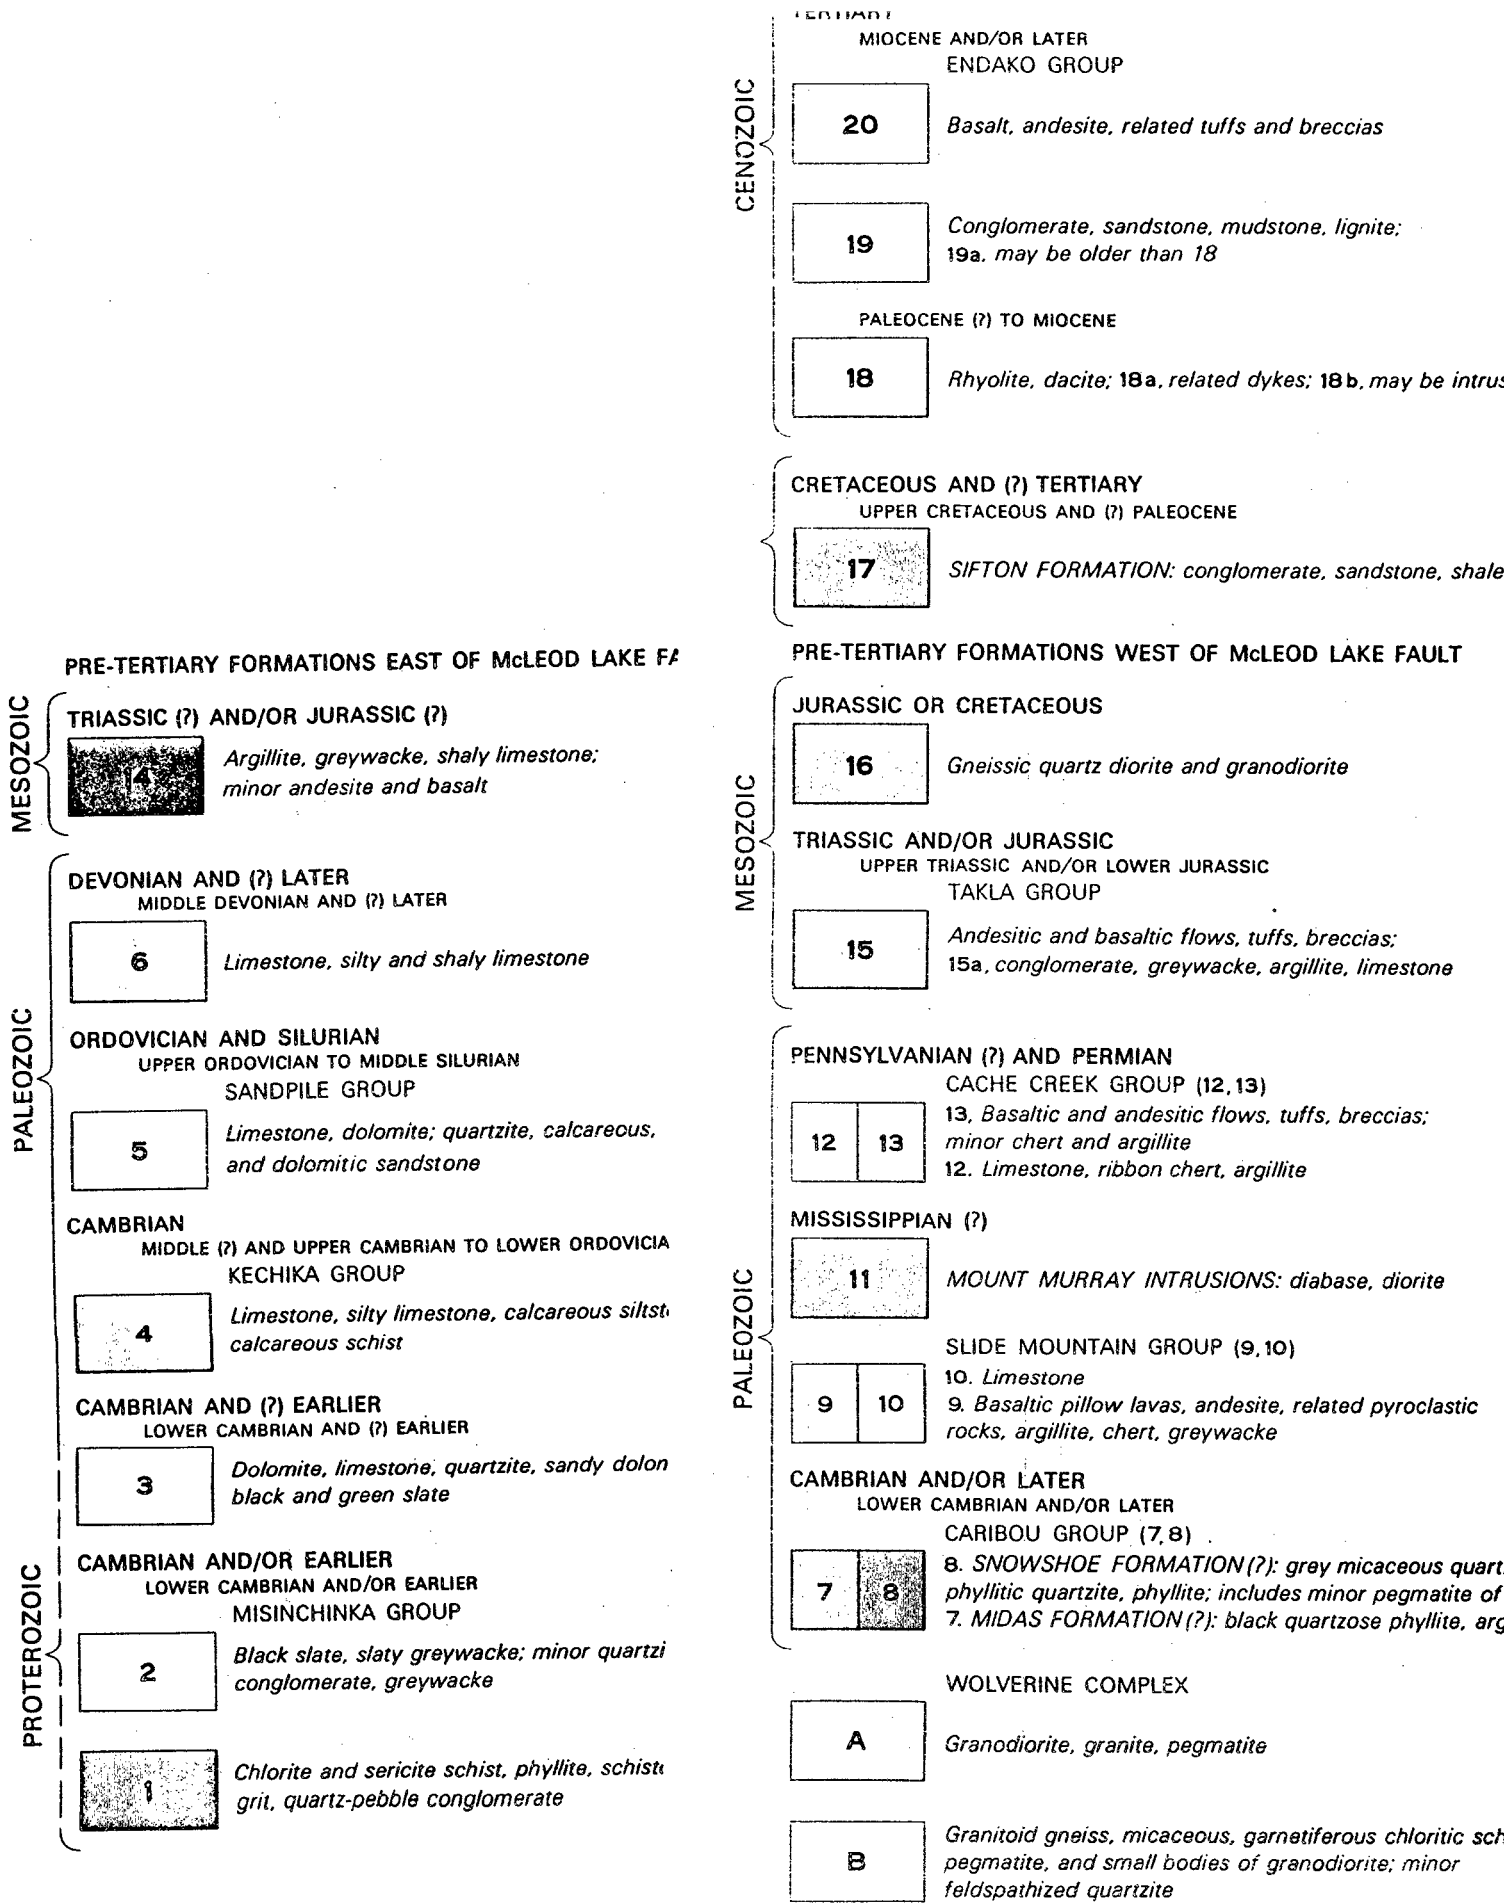 TERTIARY
MIOCENE AND/OR LATER
ENDAKO GROUP
CENOZOIC
20
Basalt, andesite, related tuffs and breccias
19
Conglomerate, sandstone, mudstone, lignite;
19a, may be older than 18
PALEOCENE (?) TO MIOCENE
18
Rhyolite, dacite; 18a, related dykes; 18b, may be intrus
CRETACEOUS AND (?) TERTIARY
UPPER CRETACEOUS AND (?) PALEOCENE
17
SIFTON FORMATION: conglomerate, sandstone, shale
PRE-TERTIARY FORMATIONS EAST OF McLEOD LAKE FA
MESOZOIC
TRIASSIC (?) AND/OR JURASSIC (?)
14
Argillite, greywacke, shaly limestone;
minor andesite and basalt
PALEOZOIC
DEVONIAN AND (?) LATER
MIDDLE DEVONIAN AND (?) LATER
6
Limestone, silty and shaly limestone
ORDOVICIAN AND SILURIAN
UPPER ORDOVICIAN TO MIDDLE SILURIAN
SANDPILE GROUP
5
Limestone, dolomite; quartzite, calcareous,
and dolomitic sandstone
CAMBRIAN
MIDDLE (?) AND UPPER CAMBRIAN TO LOWER ORDOVICIA
KECHIKA GROUP
4
Limestone, silty limestone, calcareous siltst
calcareous schist
CAMBRIAN AND (?) EARLIER
LOWER CAMBRIAN AND (?) EARLIER
3
Dolomite, limestone, quartzite, sandy dolon
black and green slate
PROTEROZOIC
CAMBRIAN AND/OR EARLIER
LOWER CAMBRIAN AND/OR EARLIER
MISINCHINKA GROUP
2
Black slate, slaty greywacke; minor quartzi
conglomerate, greywacke
1
Chlorite and sericite schist, phyllite, schist
grit, quartz-pebble conglomerate
PRE-TERTIARY FORMATIONS WEST OF McLEOD LAKE FAULT
MESOZOIC
JURASSIC OR CRETACEOUS
16
Gneissic quartz diorite and granodiorite
TRIASSIC AND/OR JURASSIC
UPPER TRIASSIC AND/OR LOWER JURASSIC
TAKLA GROUP
15
Andesitic and basaltic flows, tuffs, breccias;
15a, conglomerate, greywacke, argillite, limestone
PALEOZOIC
PENNSYLVANIAN (?) AND PERMIAN
CACHE CREEK GROUP (12,13)
12 13
13, Basaltic and andesitic flows, tuffs, breccias;
minor chert and argillite
12. Limestone, ribbon chert, argillite
MISSISSIPPIAN (?)
11
MOUNT MURRAY INTRUSIONS: diabase, diorite
SLIDE MOUNTAIN GROUP (9,10)
9 10
10. Limestone
9. Basaltic pillow lavas, andesite, related pyroclastic
rocks, argillite, chert, greywacke
CAMBRIAN AND/OR LATER
LOWER CAMBRIAN AND/OR LATER
CARIBOU GROUP (7,8)
7 8
8. SNOWSHOE FORMATION(?): grey micaceous quart
phyllitic quartzite, phyllite; includes minor pegmatite of
7. MIDAS FORMATION(?): black quartzose phyllite, arg
WOLVERINE COMPLEX
A
Granodiorite, granite, pegmatite
B
Granitoid gneiss, micaceous, garnetiferous chloritic sch
pegmatite, and small bodies of granodiorite; minor
feldspathized quartzite